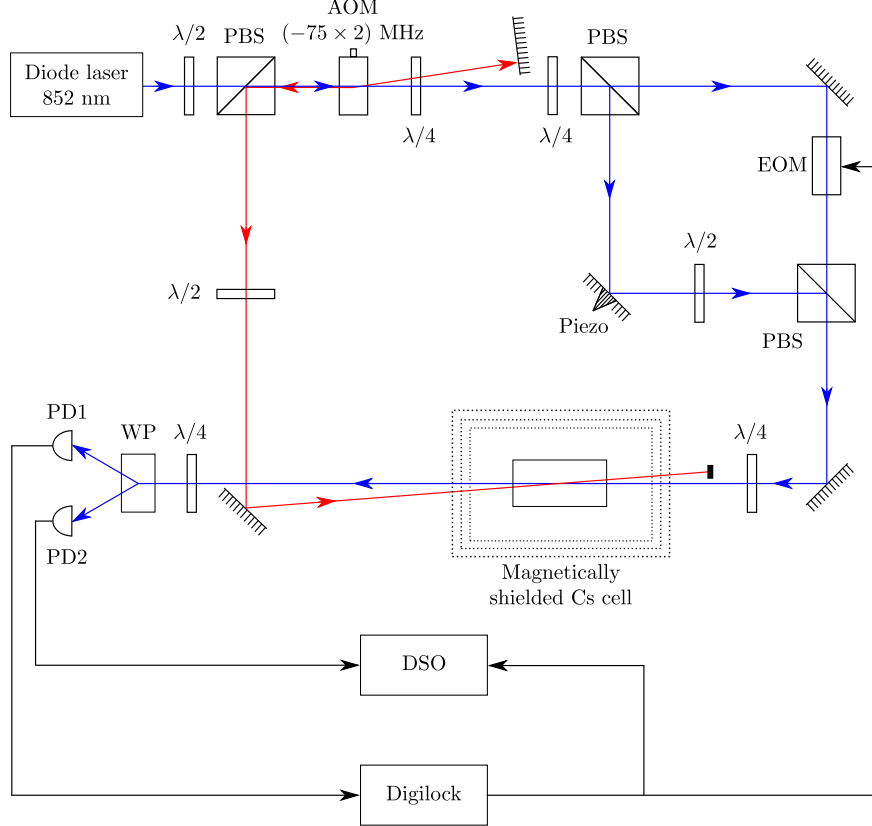 AOM
(−75 × 2) MHz
λ/2
PBS
PBS
Diode laser
852 nm
λ/4
λ/4
EOM
λ/2
λ/2
Piezo
PBS
PD1
WP
λ/4
λ/4
PD2
Magnetically
shielded Cs cell
DSO
Digilock